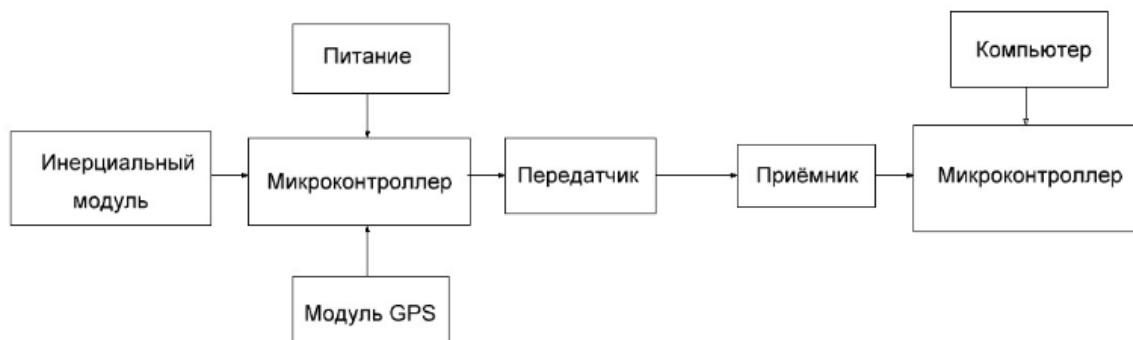 Питание
Компьютер
Инерциальный
модуль
Микроконтроллер
Передатчик
Приёмник
Микроконтроллер
Модуль GPS